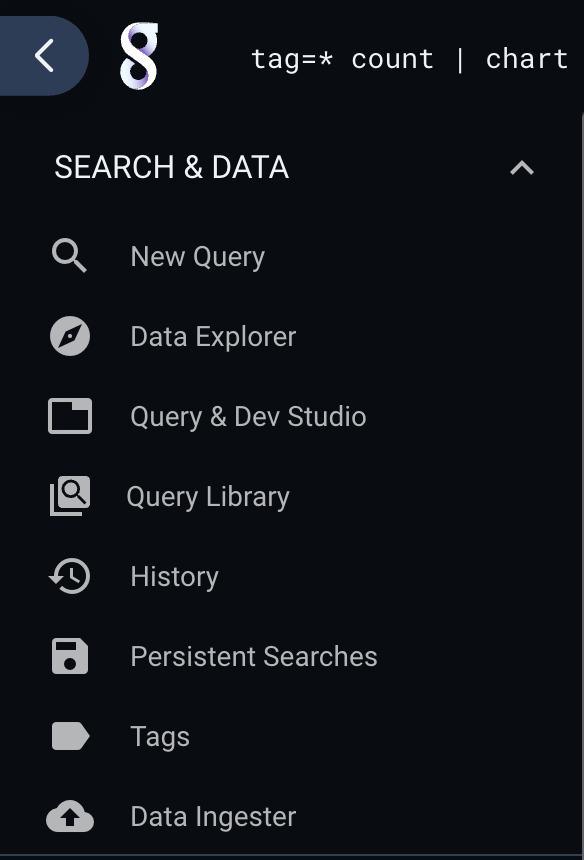 tag=* count | chart
SEARCH & DATA
New Query
Data Explorer
Query & Dev Studio
Query Library
History
Persistent Searches
Tags
Data Ingester